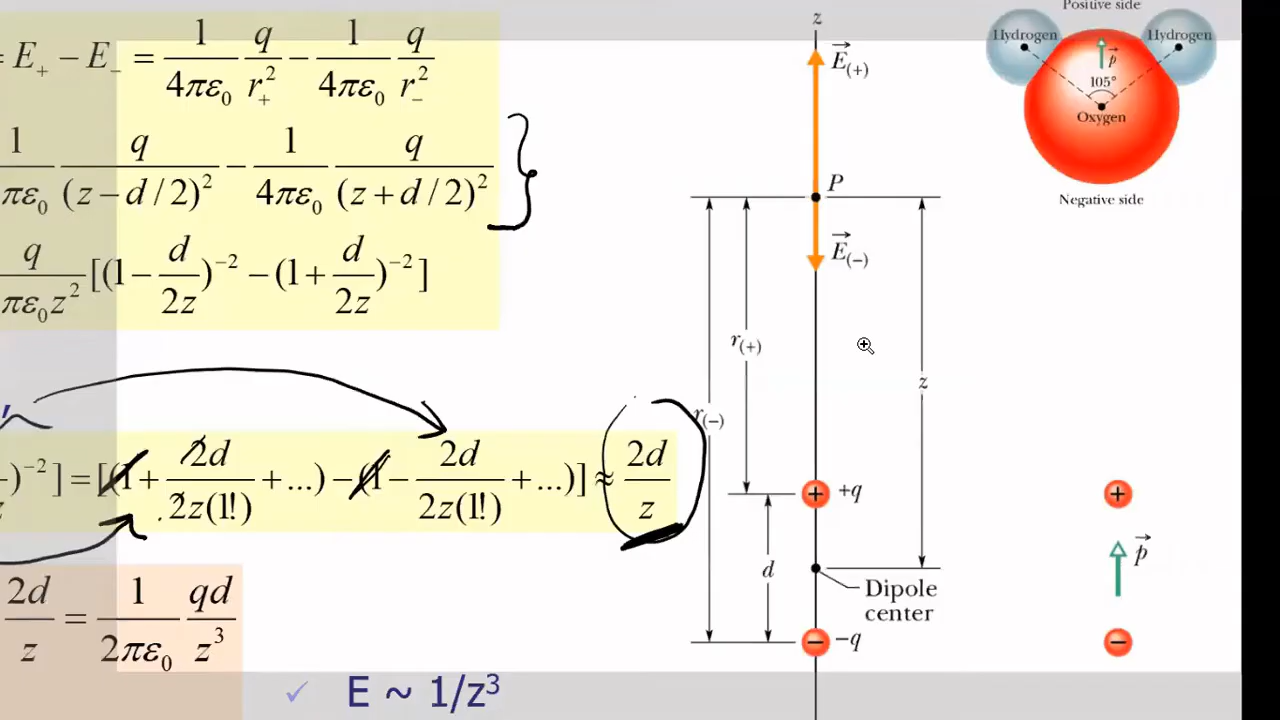 = E₊ − E₋ = 1/4πε₀ q/r₊² − 1/4πε₀ q/r₋²
1/πε₀ q/(z−d/2)² − 1/4πε₀ q/(z+d/2)²
q/πε₀z² [(1−d/2z)⁻² −(1+d/2z)⁻²]
)⁻²]=[(1+2d/2z(1!)+...)−(1−2d/2z(1!)+...)]≈2d/z
2d/z = 1/2πε₀ qd/z³
✓ E ~ 1/z³
z
E(+)
P
E(−)
r(+)
z
r(−)
+ +q
d
Dipole
center
− −q
Positive side
Hydrogen
Hydrogen
p
105°
Oxygen
Negative side
+
p
−